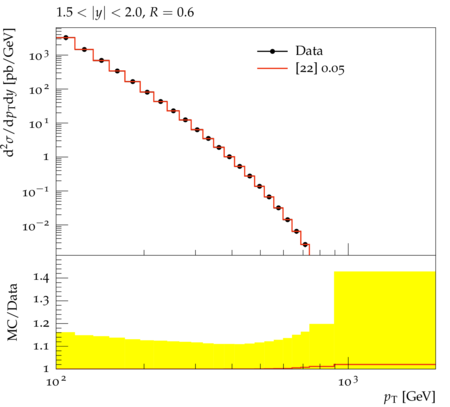 1.5 < |y| < 2.0, R = 0.6
d²σ/dp_T dy [pb/GeV]
10³
10²
10¹
1
10⁻¹
10⁻²
Data
[22] 0.05
MC/Data
1.4
1.3
1.2
1.1
1
10²
10³
p_T [GeV]